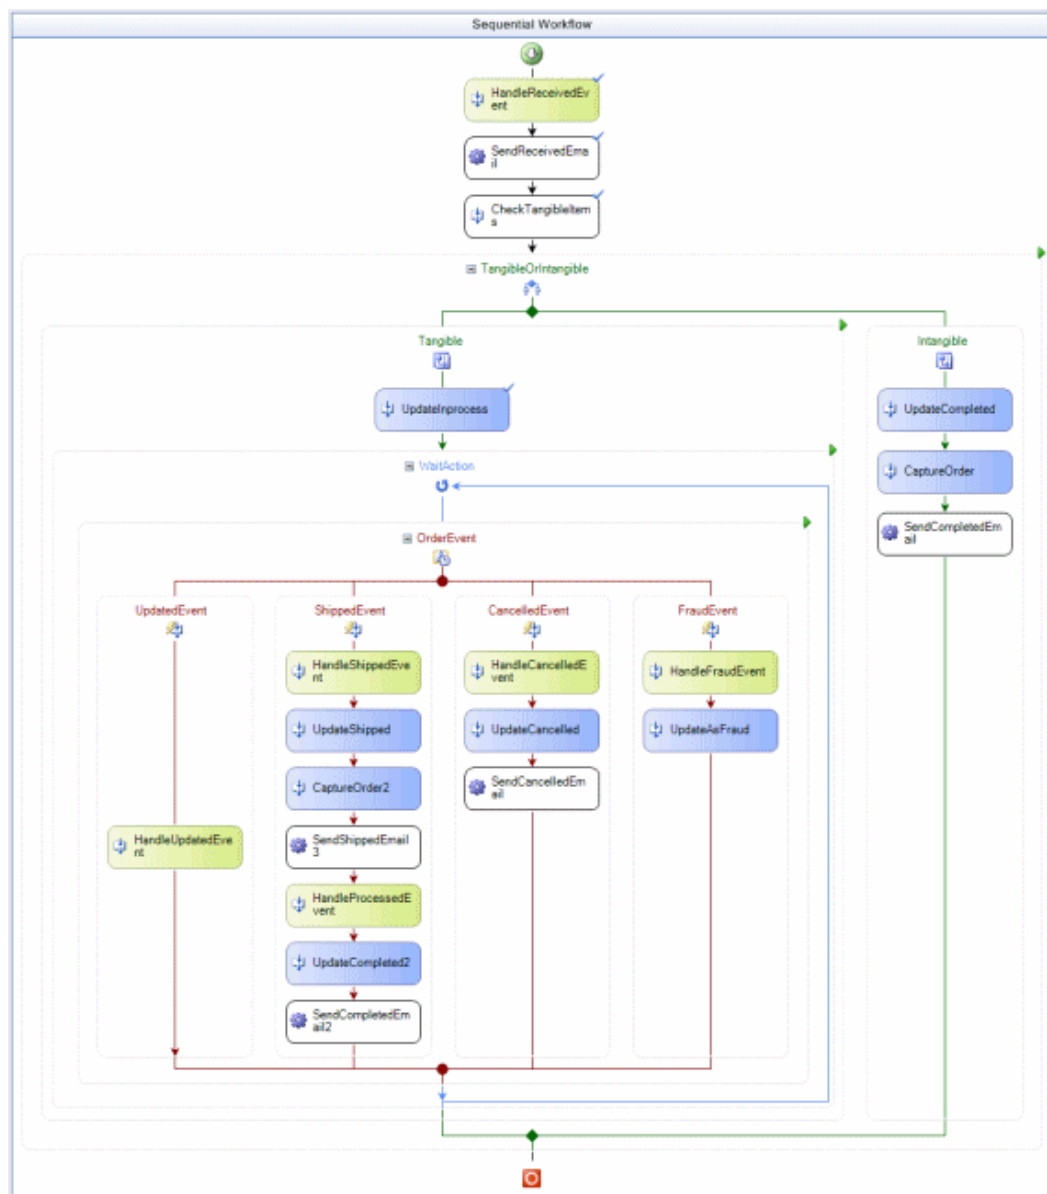 Sequential Workflow
HandleReceivedEv
ent
SendReceivedEma
il
CheckTangibleItem
s
TangibleOrIntangible
Tangible
Intangible
UpdateInprocess
UpdateCompleted
WaitAction
CaptureOrder
SendCompletedEm
ail
OrderEvent
UpdatedEvent
ShippedEvent
CancelledEvent
FraudEvent
HandleShippedEve
nt
HandleCancelledE
vent
HandleFraudEvent
UpdateShipped
UpdateCancelled
UpdateAsFraud
CaptureOrder2
SendCancelledEm
ail
HandleUpdatedEve
nt
SendShippedEmail
3
HandleProcessedE
vent
UpdateCompleted2
SendCompletedEm
ail2